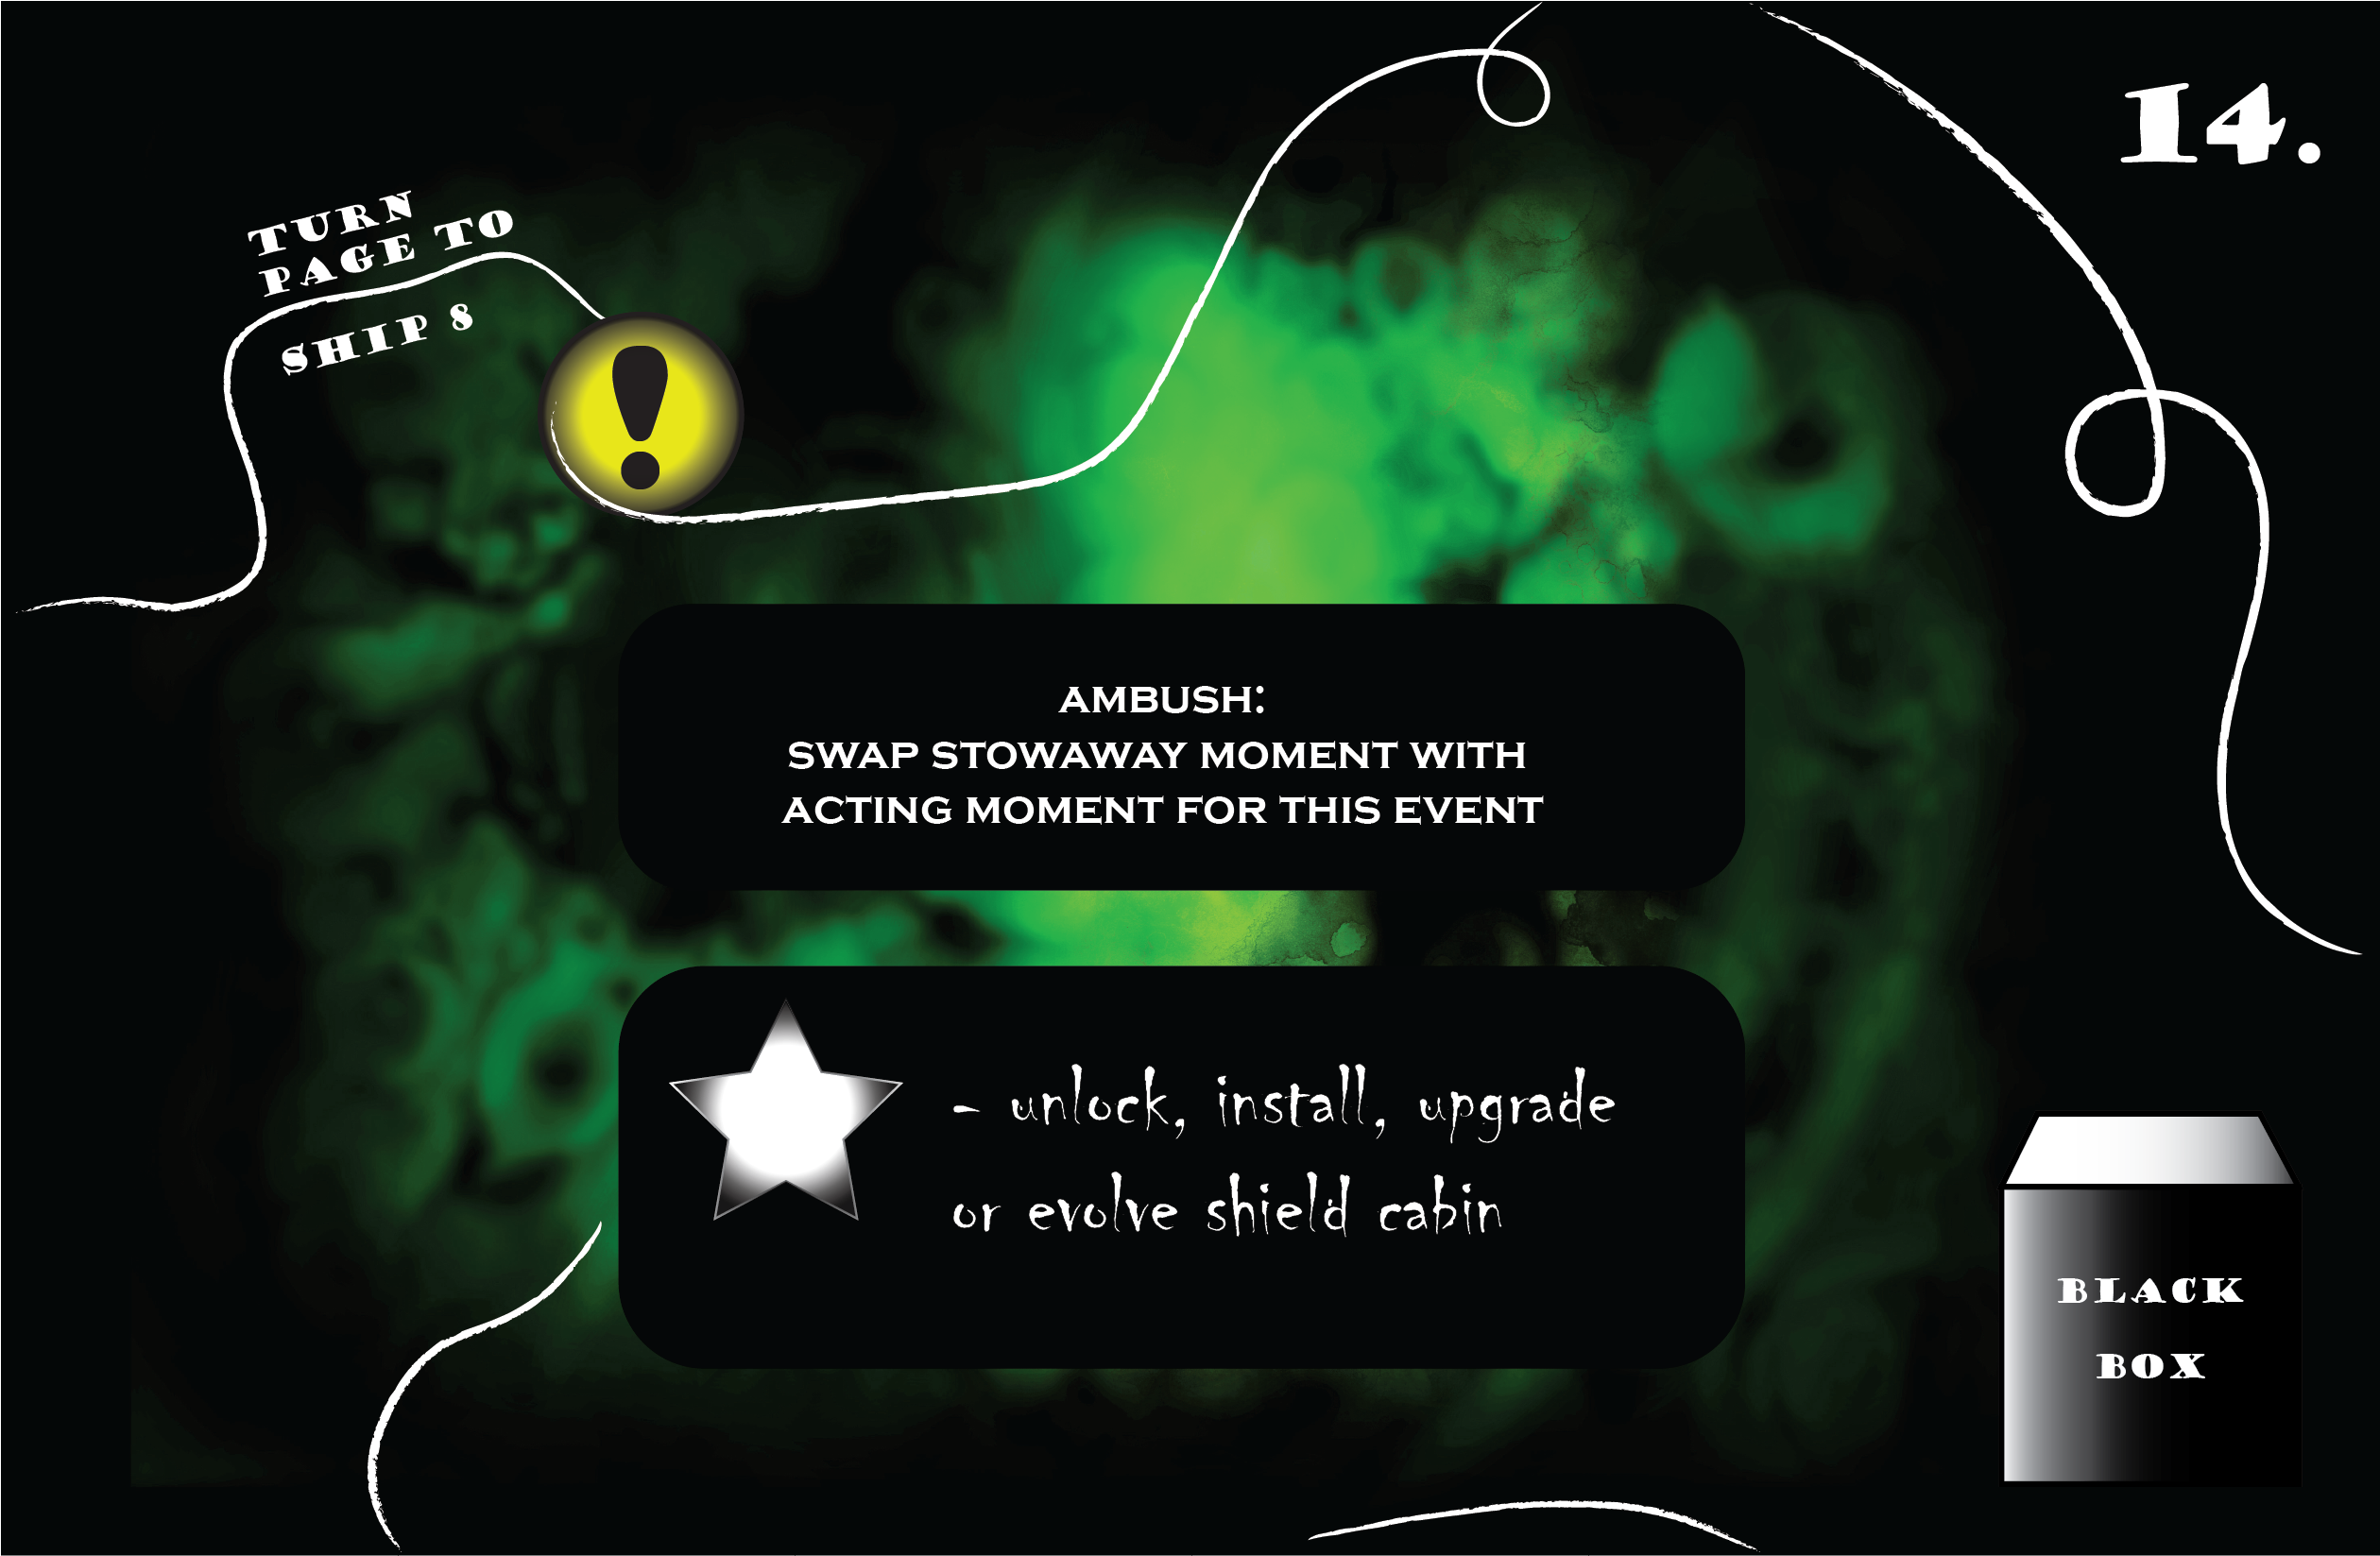 14.
TURN
PAGE TO
SHIP 8
!
AMBUSH:
SWAP STOWAWAY MOMENT WITH
ACTING MOMENT FOR THIS EVENT
- unlock, install, upgrade
or evolve shield cabin
BLACK
BOX